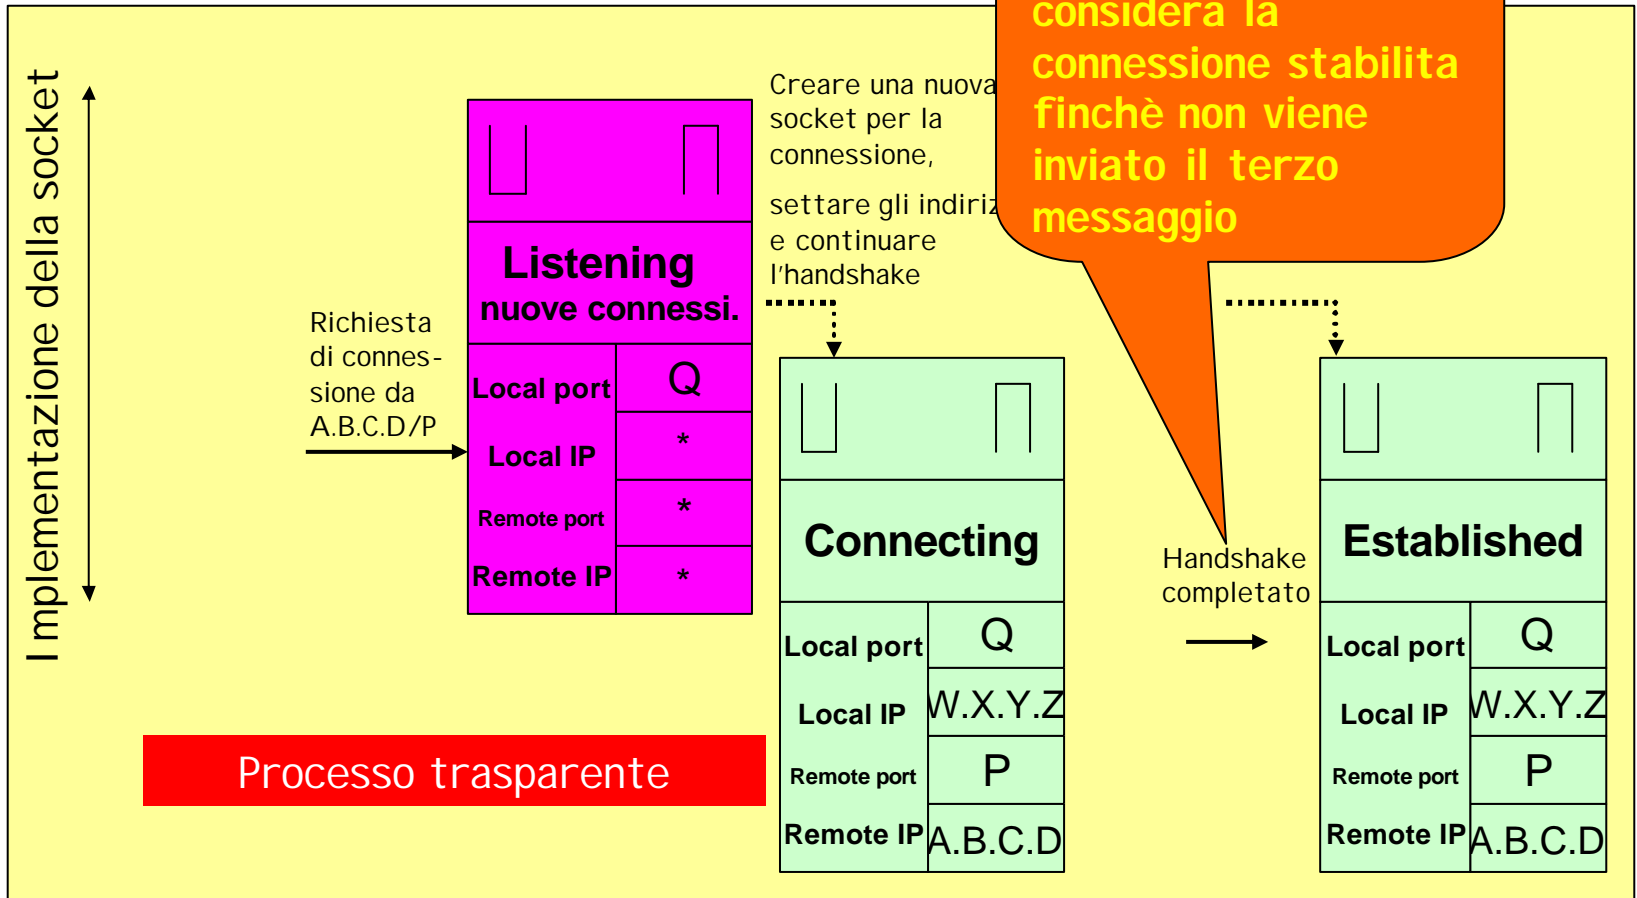 Implementazione della socket
Richiesta
di connes-
sione da
A.B.C.D/P
Listening
nuove connessi.
Local port
Q
Local IP
*
Remote port
*
Remote IP
*
Creare una nuova
socket per la
connessione,
settare gli indiriz
e continuare
l'handshake
considera la
connessione stabilita
finchè non viene
inviato il terzo
messaggio
Connecting
Local port
Q
Local IP
W.X.Y.Z
Remote port
P
Remote IP
A.B.C.D
Handshake
completato
Established
Local port
Q
Local IP
W.X.Y.Z
Remote port
P
Remote IP
A.B.C.D
Processo trasparente